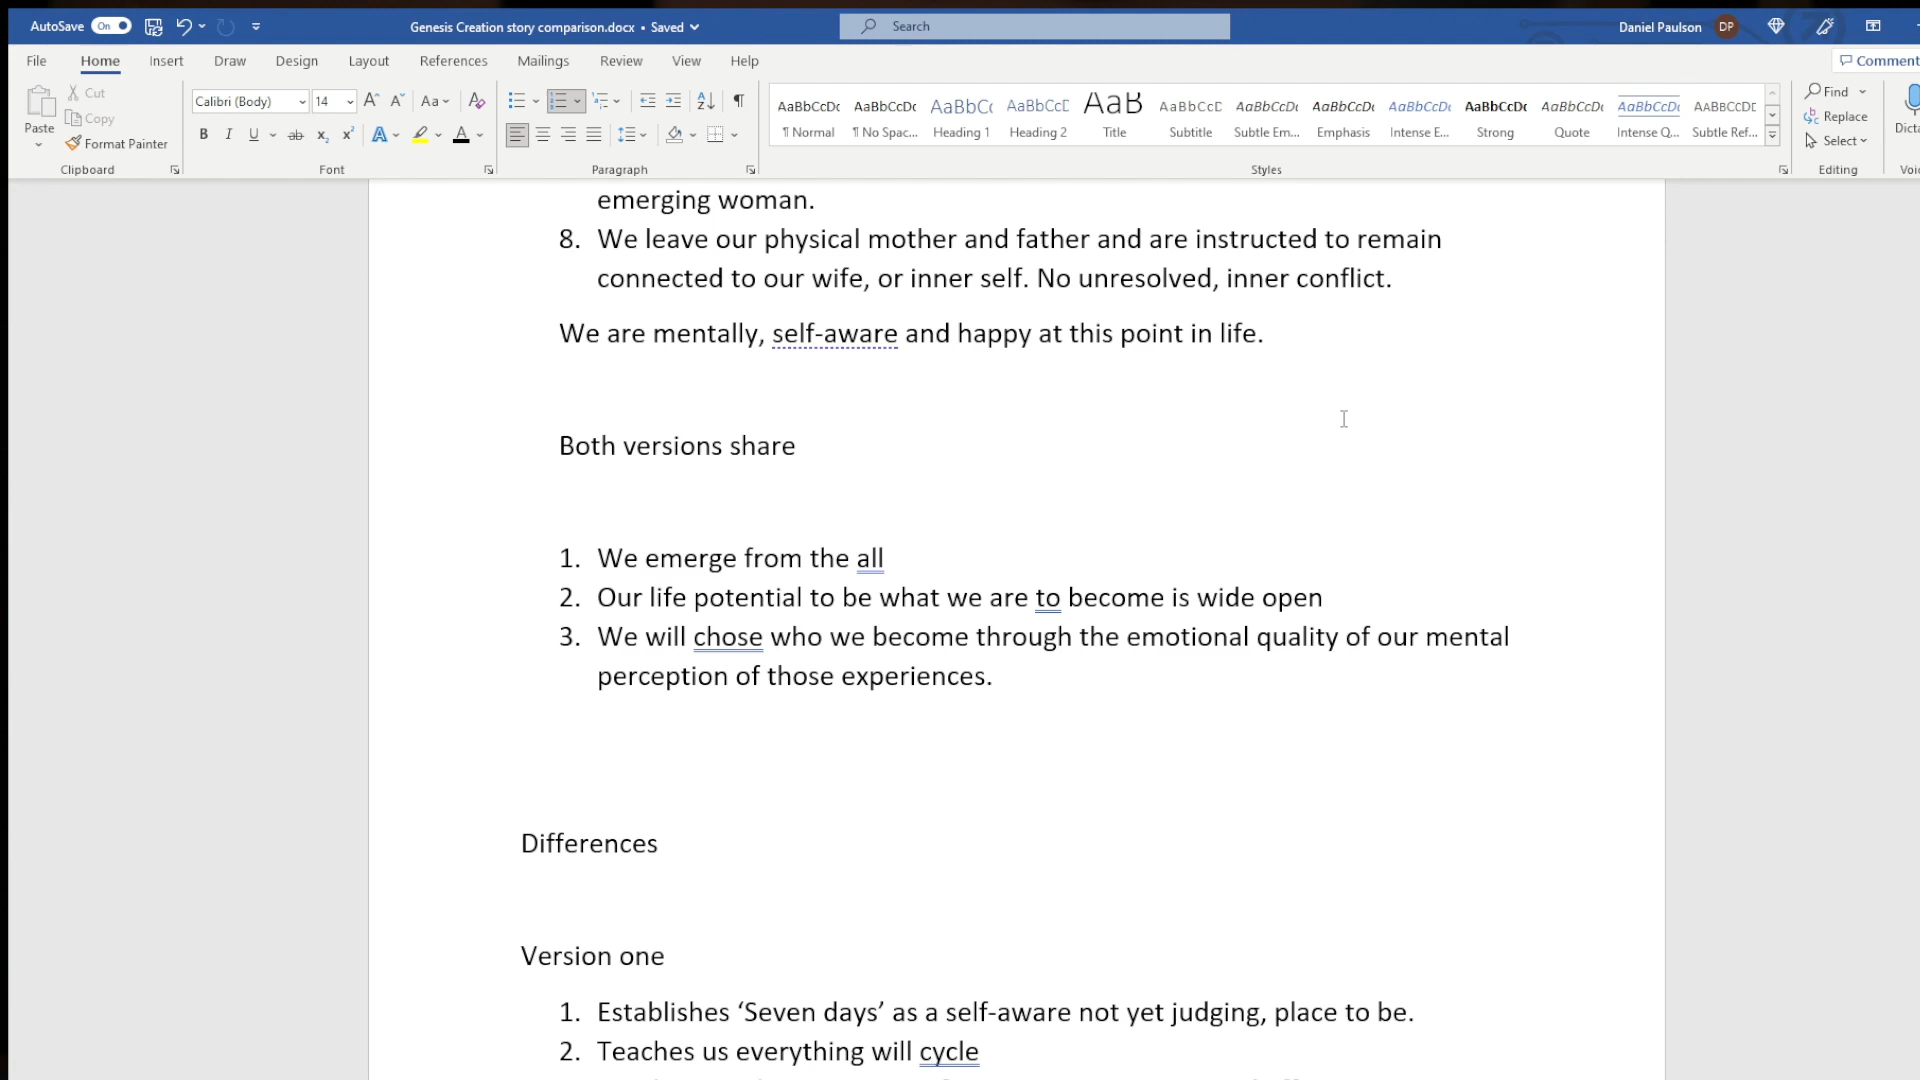 AutoSave On Genesis Creation story comparison.docx • Saved Search Daniel Paulson DP
File Home Insert Draw Design Layout References Mailings Review View Help Comment
Cut
Copy
Paste
Format Painter
Clipboard
Calibri (Body) 14
Font
Paragraph
AaBbCcDc AaBbCcDc AaBbC AaBbCcD AaB AaBbCcD AaBbCcDc AaBbCcDc AaBbCcDc AaBbCcDc AaBbCcDc AaBbCcDc AABBCCDD
¶ Normal ¶ No Spac... Heading 1 Heading 2 Title Subtitle Subtle Em... Emphasis Intense E... Strong Quote Intense Q... Subtle Ref...
Styles
Find
Replace
Select
Editing
Dicta
Voic
emerging woman.
8. We leave our physical mother and father and are instructed to remain
connected to our wife, or inner self. No unresolved, inner conflict.
We are mentally, self-aware and happy at this point in life.
Both versions share
1. We emerge from the all
2. Our life potential to be what we are to become is wide open
3. We will chose who we become through the emotional quality of our mental
perception of those experiences.
Differences
Version one
1. Establishes ‘Seven days’ as a self-aware not yet judging, place to be.
2. Teaches us everything will cycle